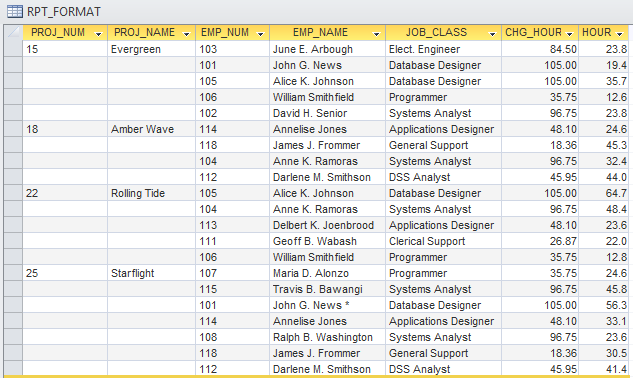 RPT_FORMAT
PROJ_NUM PROJ_NAME EMP_NUM EMP_NAME JOB_CLASS CHG_HOUR HOUR
15 Evergreen 103 June E. Arbough Elect. Engineer 84.50 23.8
101 John G. News Database Designer 105.00 19.4
105 Alice K. Johnson Database Designer 105.00 35.7
106 William Smithfield Programmer 35.75 12.6
102 David H. Senior Systems Analyst 96.75 23.8
18 Amber Wave 114 Annelise Jones Applications Designer 48.10 24.6
118 James J. Frommer General Support 18.36 45.3
104 Anne K. Ramoras Systems Analyst 96.75 32.4
112 Darlene M. Smithson DSS Analyst 45.95 44.0
22 Rolling Tide 105 Alice K. Johnson Database Designer 105.00 64.7
104 Anne K. Ramoras Systems Analyst 96.75 48.4
113 Delbert K. Joenbrood Applications Designer 48.10 23.6
111 Geoff B. Wabash Clerical Support 26.87 22.0
106 William Smithfield Programmer 35.75 12.8
25 Starflight 107 Maria D. Alonzo Programmer 35.75 24.6
115 Travis B. Bawangi Systems Analyst 96.75 45.8
101 John G. News * Database Designer 105.00 56.3
114 Annelise Jones Applications Designer 48.10 33.1
108 Ralph B. Washington Systems Analyst 96.75 23.6
118 James J. Frommer General Support 18.36 30.5
112 Darlene M. Smithson DSS Analyst 45.95 41.4